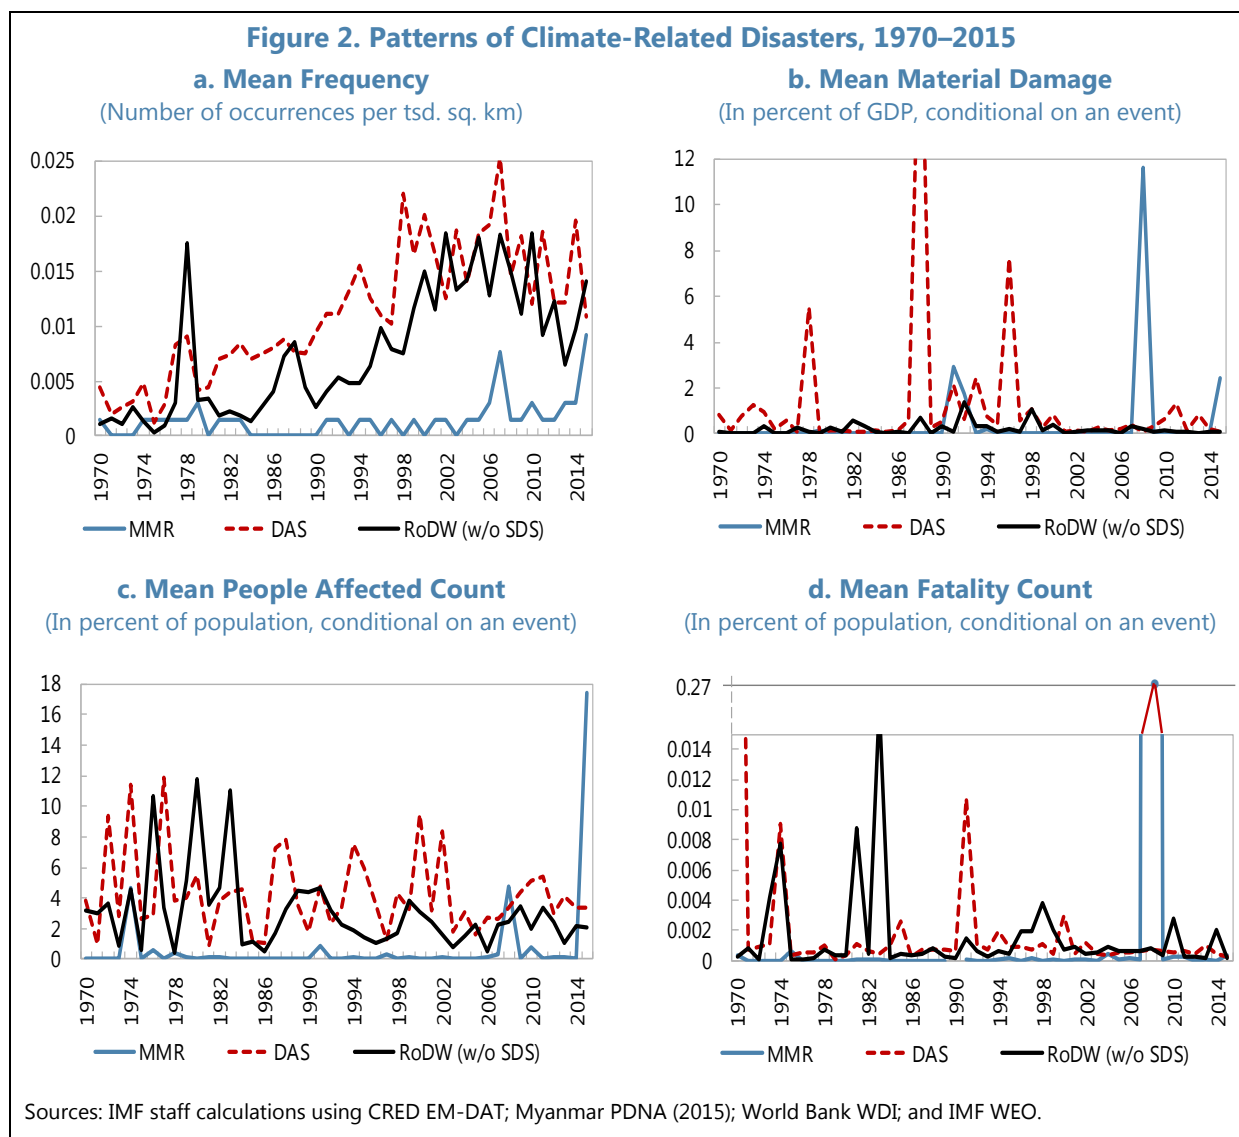 Figure 2. Patterns of Climate-Related Disasters, 1970–2015
a. Mean Frequency
(Number of occurrences per tsd. sq. km)
0.025
0.02
0.015
0.01
0.005
0
1970 1974 1978 1982 1986 1990 1994 1998 2002 2006 2010 2014
MMR DAS RoDW (w/o SDS)
b. Mean Material Damage
(In percent of GDP, conditional on an event)
12
10
8
6
4
2
0
1970 1974 1978 1982 1986 1990 1994 1998 2002 2006 2010 2014
MMR DAS RoDW (w/o SDS)
c. Mean People Affected Count
(In percent of population, conditional on an event)
18
16
14
12
10
8
6
4
2
0
1970 1974 1978 1982 1986 1990 1994 1998 2002 2006 2010 2014
MMR DAS RoDW (w/o SDS)
d. Mean Fatality Count
(In percent of population, conditional on an event)
0.27
0.014
0.012
0.01
0.008
0.006
0.004
0.002
0
1970 1974 1978 1982 1986 1990 1994 1998 2002 2006 2010 2014
MMR DAS RoDW (w/o SDS)
Sources: IMF staff calculations using CRED EM-DAT; Myanmar PDNA (2015); World Bank WDI; and IMF WEO.